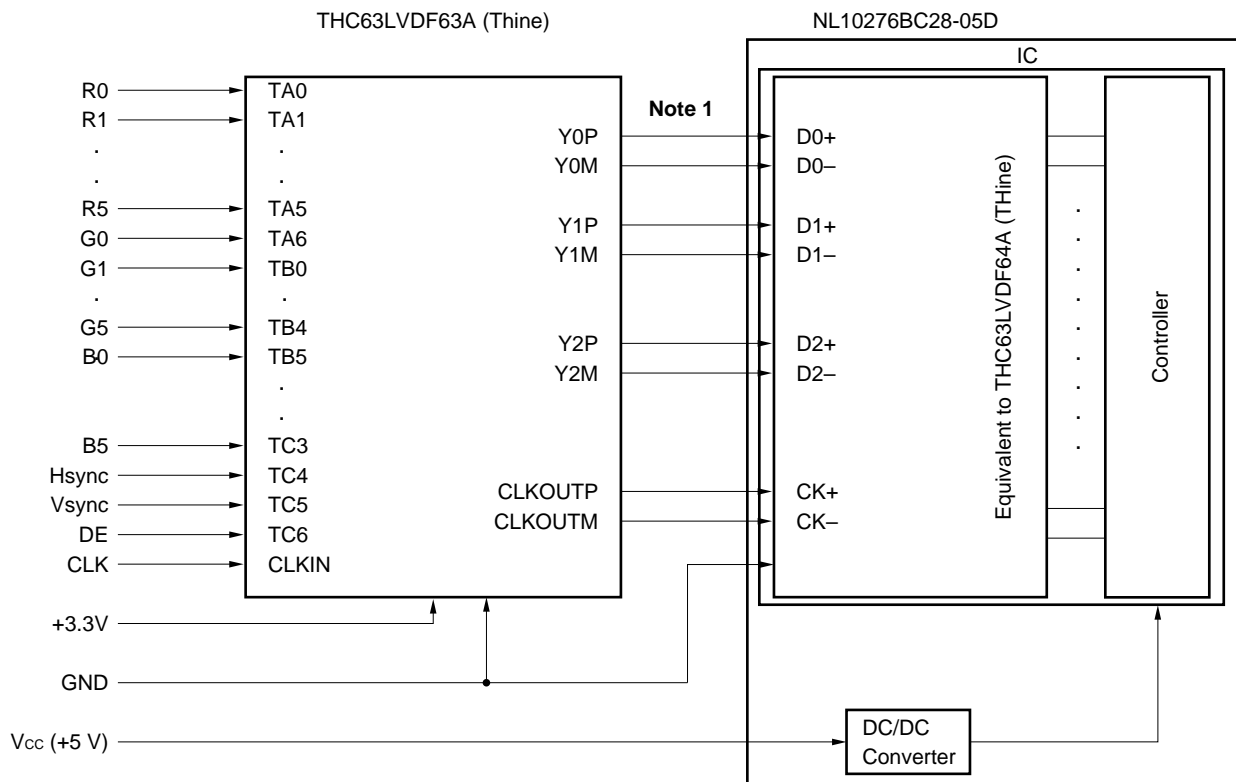 THC63LVDF63A (Thine)
NL10276BC28-05D
IC
R0
R1
.
.
R5
G0
G1
.
G5
B0
B5
Hsync
Vsync
DE
CLK
+3.3V
GND
Vcc (+5 V)
TA0
TA1
.
.
TA5
TA6
TB0
.
TB4
TB5
.
.
TC3
TC4
TC5
TC6
CLKIN
Y0P
Y0M
Y1P
Y1M
Y2P
Y2M
CLKOUTP
CLKOUTM
Note 1
D0+
D0–
D1+
D1–
D2+
D2–
CK+
CK–
Equivalent to THC63LVDF64A (THine)
. . . . . . . . .
Controller
DC/DC
Converter